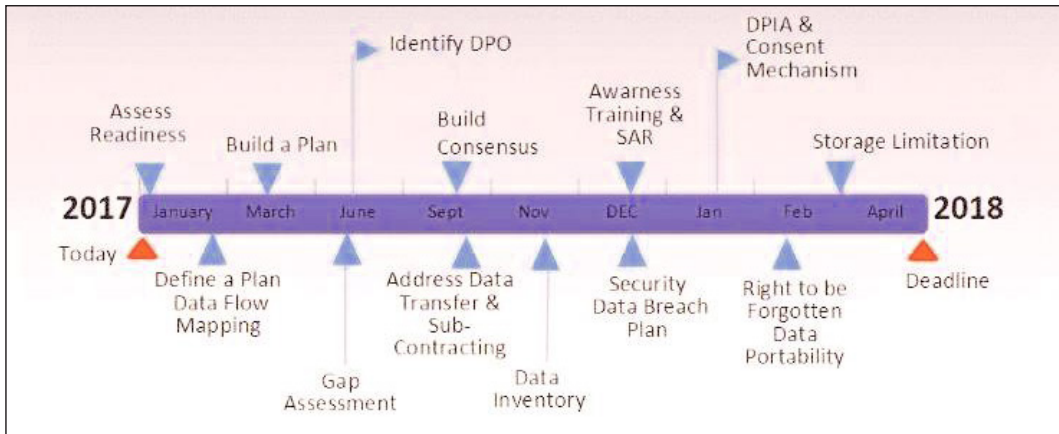 Identify DPO
DPIA &
Consent
Mechanism
Assess
Readiness
Build a Plan
Build
Consensus
Awarness
Training &
SAR
Storage Limitation
2017 January March June Sept Nov DEC Jan Feb April 2018
Today
Define a Plan
Data Flow
Mapping
Gap
Assessment
Address Data
Transfer &
Sub-
Contracting
Data
Inventory
Security
Data Breach
Plan
Right to be
Forgotten
Data
Portability
Deadline